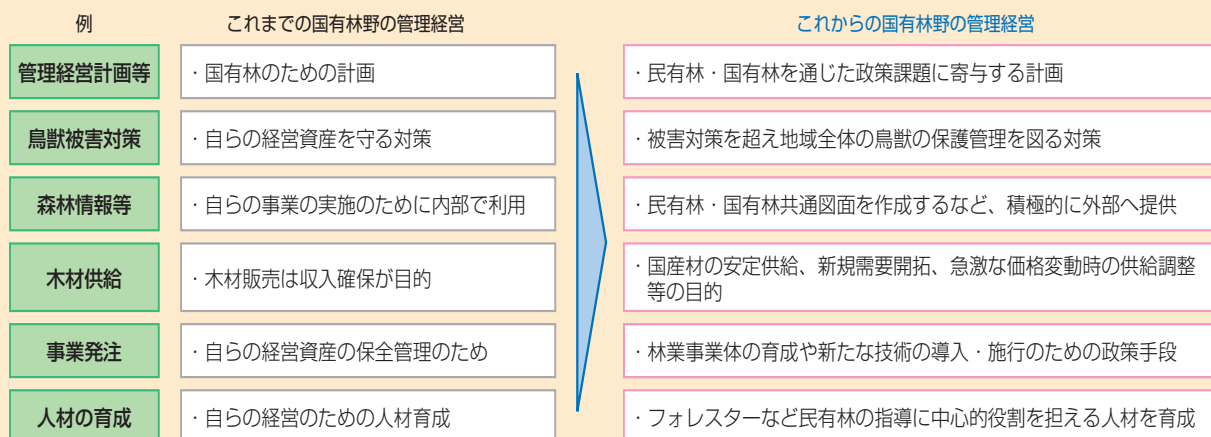 例 これまでの国有林野の管理経営 これからの国有林野の管理経営
管理経営計画等 ・国有林のための計画 ・民有林・国有林を通じた政策課題に寄与する計画
鳥獣被害対策 ・自らの経営資産を守る対策 ・被害対策を超え地域全体の鳥獣の保護管理を図る対策
森林情報等 ・自らの事業の実施のために内部で利用 ・民有林・国有林共通図面を作成するなど、積極的に外部へ提供
木材供給 ・木材販売は収入確保が目的 ・国産材の安定供給、新規需要開拓、急激な価格変動時の供給調整
等の目的
事業発注 ・自らの経営資産の保全管理のため ・林業事業体の育成や新たな技術の導入・施行のための政策手段
人材の育成 ・自らの経営のための人材育成 ・フォレスターなど民有林の指導に中心的役割を担える人材を育成